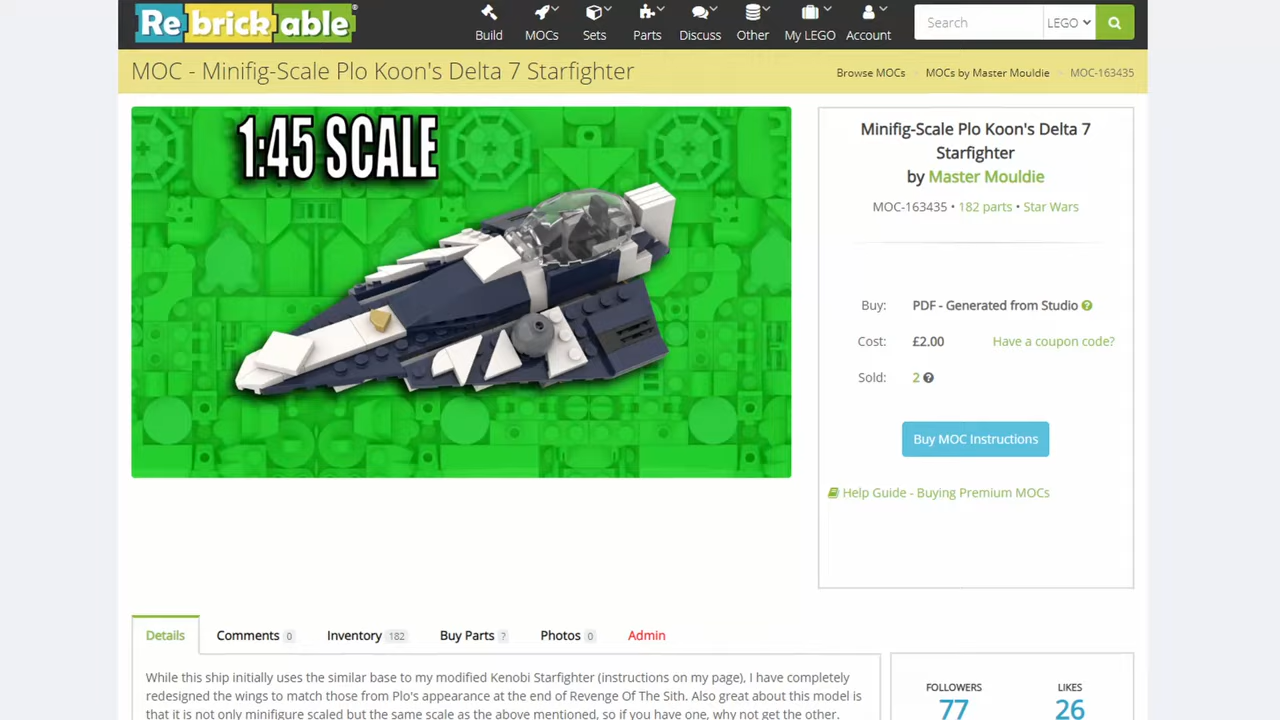 Rebrickable
Build MOCs Sets Parts Discuss Other My LEGO Account Search LEGO
MOC - Minifig-Scale Plo Koon's Delta 7 Starfighter
Browse MOCs MOCs by Master Mouldie MOC-163435
1:45 SCALE
Minifig-Scale Plo Koon's Delta 7
Starfighter
by Master Mouldie
MOC-163435 • 182 parts • Star Wars
Buy: PDF - Generated from Studio ?
Cost: £2.00 Have a coupon code?
Sold: 2 ?
Buy MOC Instructions
Help Guide - Buying Premium MOCs
Details Comments 0 Inventory 182 Buy Parts ? Photos 0 Admin
While this ship initially uses the similar base to my modified Kenobi Starfighter (instructions on my page), I have completely
redesigned the wings to match those from Plo's appearance at the end of Revenge Of The Sith. Also great about this model is
that it is not only minifigure scaled but the same scale as the above mentioned, so if you have one, why not get the other.
FOLLOWERS LIKES
77 26